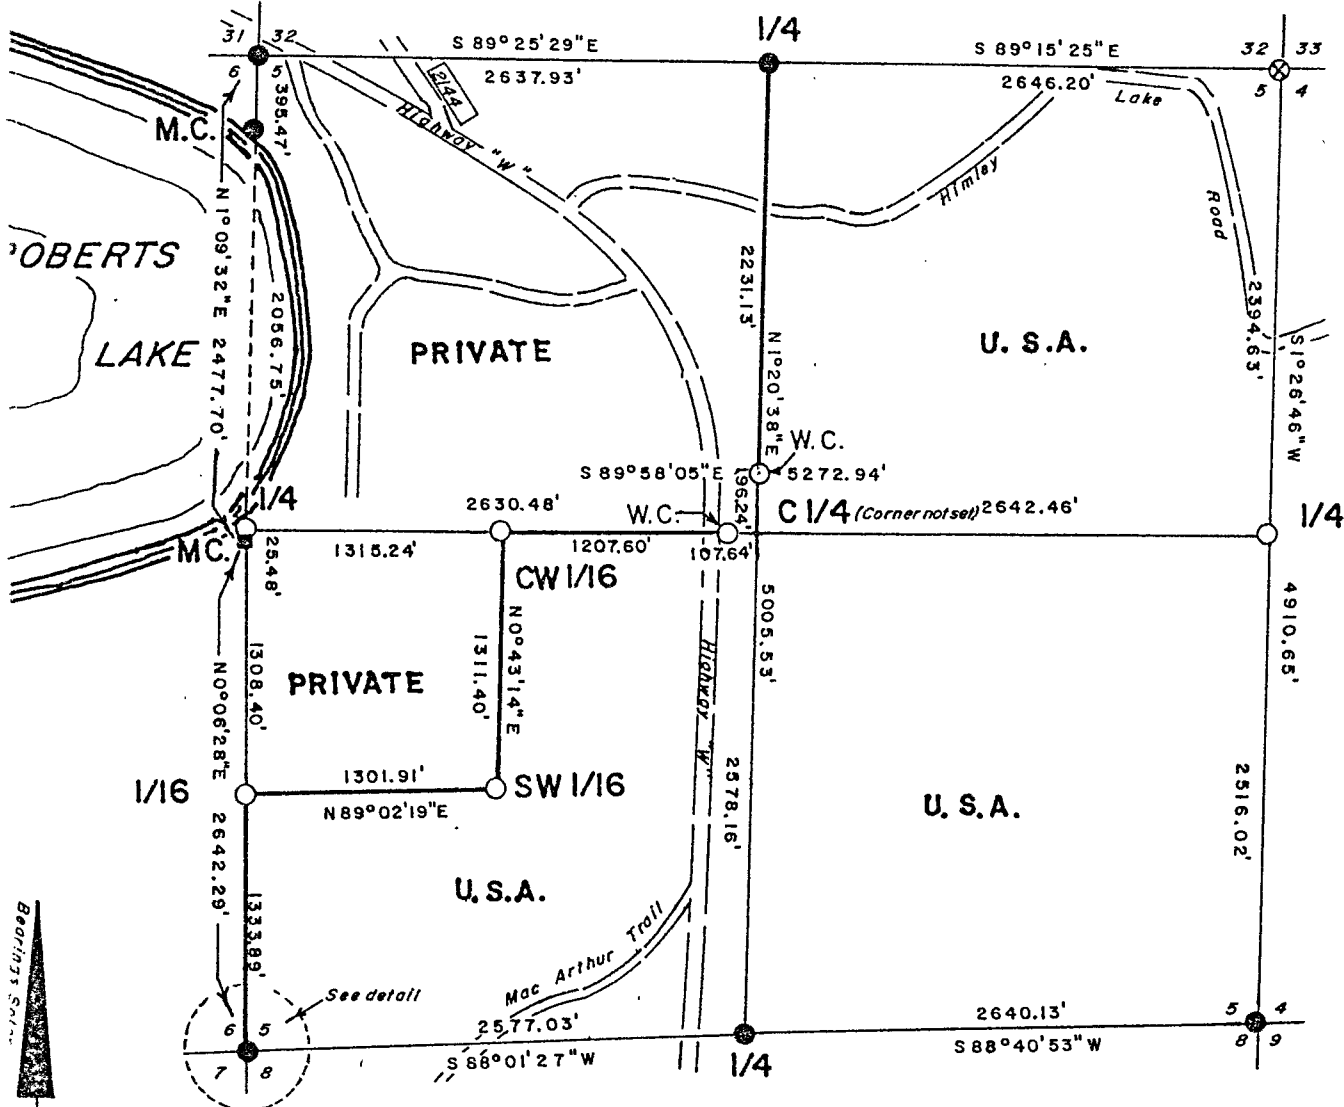 1/4
31 32
S 89°25'29"E
S 89°15'25"E
32 33
6 5
2637.93'
2646.20'
5 4
2144
Lake
395.47'
M.C.
Highway "W"
Himley
Road
N 1°09'32"E 2477.70'
ROBERTS
LAKE
2056.75'
2231.13'
2394.63'
PRIVATE
U.S.A.
N 1°20'38"E
S 1°26'46"W
W.C.
S 89°58'05"E
5272.94'
196.24'
1/4
2630.48'
W.C.
C 1/4 (Corner not set)
2642.46'
1/4
M.C.
25.48'
1315.24'
1207.60'
107.64'
CW 1/16
N 0°43'14"E
1311.40'
5005.53'
4910.65'
1308.40'
PRIVATE
Highway "W"
N 0°06'28"E 2642.29'
1/16
1301.91'
SW 1/16
N 89°02'19"E
2578.16'
2516.02'
U.S.A.
U.S.A.
1333.89'
Mac Arthur Trail
Bearings
See detail
6 5
2577.03'
2640.13'
5 4
7 8
S 88°01'27"W
1/4
S 88°40'53"W
8 9